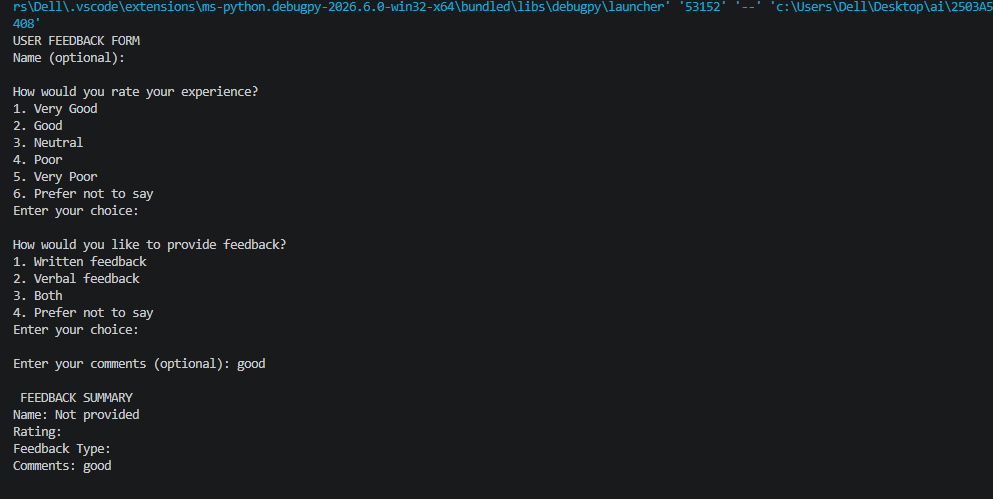 rs\Dell\.vscode\extensions\ms-python.debugpy-2026.6.0-win32-x64\bundled\libs\debugpy\launcher' '53152' '--' 'c:\Users\Dell\Desktop\ai\2503A5
408'
USER FEEDBACK FORM
Name (optional):
How would you rate your experience?
1. Very Good
2. Good
3. Neutral
4. Poor
5. Very Poor
6. Prefer not to say
Enter your choice:
How would you like to provide feedback?
1. Written feedback
2. Verbal feedback
3. Both
4. Prefer not to say
Enter your choice:
Enter your comments (optional): good
FEEDBACK SUMMARY
Name: Not provided
Rating:
Feedback Type:
Comments: good